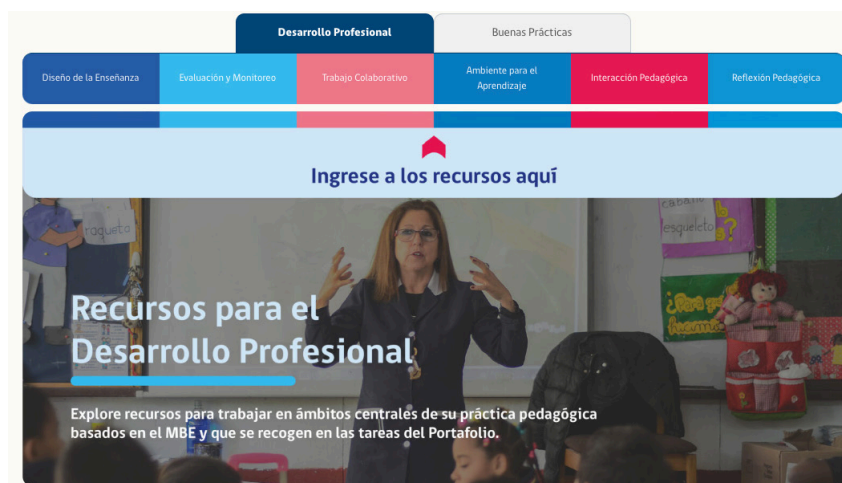 Desarrollo Profesional
Buenas Prácticas
Diseño de la Enseñanza
Evaluación y Monitoreo
Trabajo Colaborativo
Ambiente para el
Aprendizaje
Interacción Pedagógica
Reflexión Pedagógica
Ingrese a los recursos aquí
raqueta
caballo
esqueleto
Recursos para el
Desarrollo Profesional
Explore recursos para trabajar en ámbitos centrales de su práctica pedagógica
basados en el MBE y que se recogen en las tareas del Portafolio.